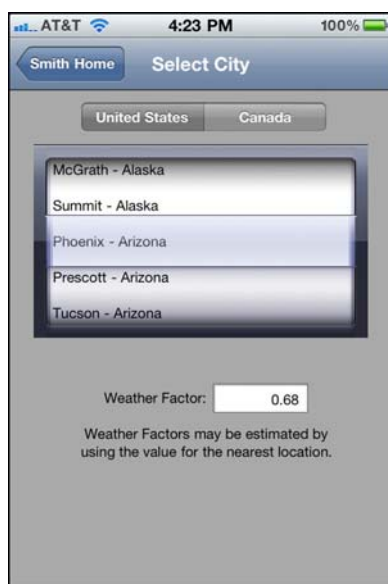 AT&T 4:23 PM 100%
Smith Home Select City
United States Canada
McGrath - Alaska
Summit - Alaska
Phoenix - Arizona
Prescott - Arizona
Tucson - Arizona
Weather Factor: 0.68
Weather Factors may be estimated by
using the value for the nearest location.